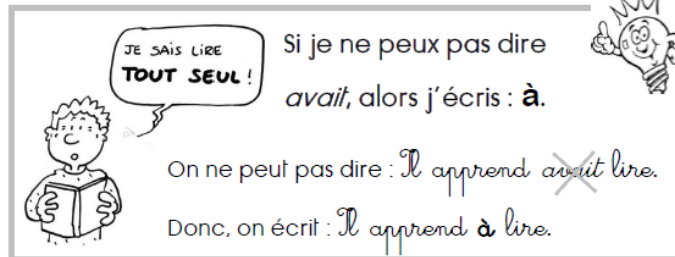 JE SAIS LIRE
TOUT SEUL !
Si je ne peux pas dire
avait, alors j'écris : à.
On ne peut pas dire : Il apprend avait lire.
Donc, on écrit : Il apprend à lire.